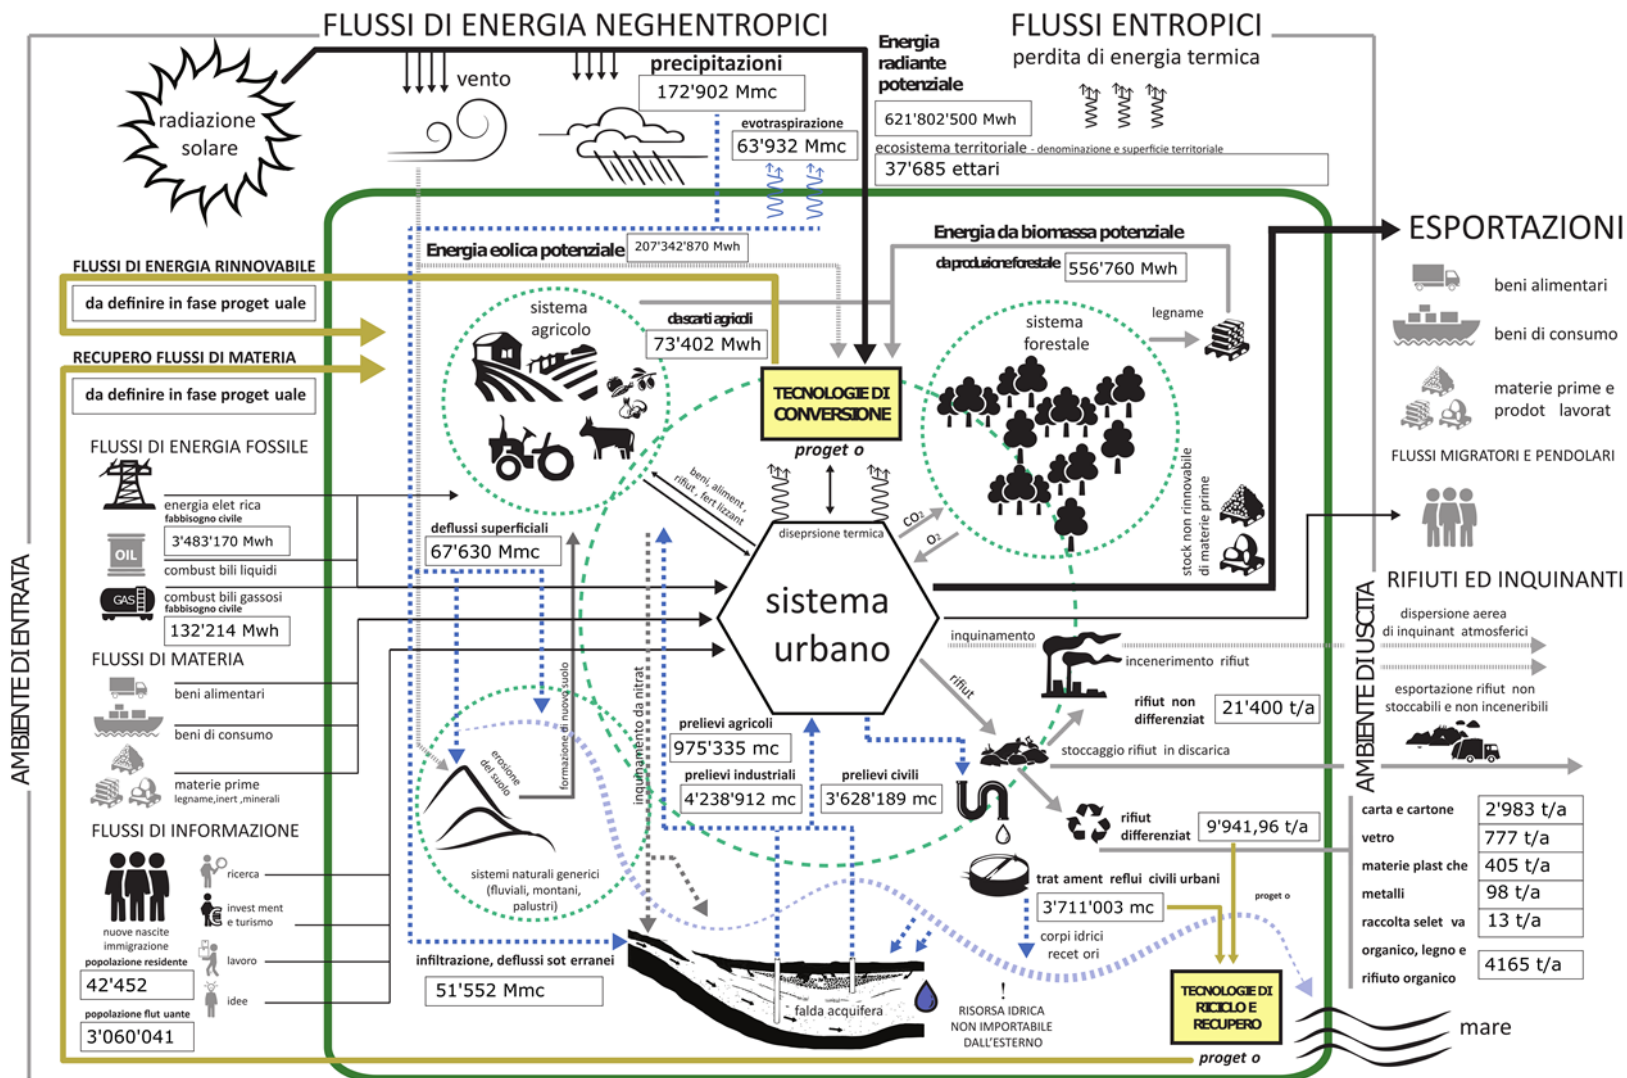 FLUSSI DI ENERGIA NEGHENTROPICI
FLUSSI ENTROPICI
perdita di energia termica
radiazione
solare
vento
precipitazioni
172'902 Mmc
evotraspirazione
63'932 Mmc
Energia
radiante
potenziale
621'802'500 Mwh
ecosistema territoriale - denominazione e superficie territoriale
37'685 ettari
AMBIENTE DI ENTRATA
FLUSSI DI ENERGIA RINNOVABILE
da definire in fase proget uale
RECUPERO FLUSSI DI MATERIA
da definire in fase proget uale
FLUSSI DI ENERGIA FOSSILE
energia elet rica
fabbisogno civile
3'483'170 Mwh
OIL
combust bili liquidi
GAS
combust bili gassosi
fabbisogno civile
132'214 Mwh
FLUSSI DI MATERIA
beni alimentari
beni di consumo
materie prime
legname,inert ,minerali
FLUSSI DI INFORMAZIONE
ricerca
invest ment
e turismo
nuove nascite
immigrazione
lavoro
idee
popolazione residente
42'452
popolazione flut uante
3'060'041
Energia eolica potenziale
207'342'870 Mwh
sistema
agricolo
da scarti agricoli
73'402 Mwh
Energia da biomassa potenziale
da produzione forestale
556'760 Mwh
sistema
forestale
legname
TECNOLOGIE DI
CONVERSIONE
proget o
beni, aliment ,
rifiut , fert lizzant
deflussi superficiali
67'630 Mmc
diseprsione termica
CO2
O2
stock non rinnovabile
di materie prime
sistema
urbano
formazione di nuovo suolo
inquinamento da nitrat
erosione
del suolo
sistemi naturali generici
(fluviali, montani,
palustri)
prelievi agricoli
975'335 mc
prelievi industriali
4'238'912 mc
prelievi civili
3'628'189 mc
inquinamento
rifiut
incenerimento rifiut
rifiut non
differenziat
21'400 t/a
stoccaggio rifiut in discarica
rifiut
differenziat
9'941,96 t/a
trat ament reflui civili urbani
3'711'003 mc
corpi idrici
recet ori
proget o
infiltrazione, deflussi sot erranei
51'552 Mmc
falda acquifera
!
RISORSA IDRICA
NON IMPORTABILE
DALL'ESTERNO
TECNOLOGIE DI
RICICLO E
RECUPERO
proget o
mare
AMBIENTE DI USCITA
ESPORTAZIONI
beni alimentari
beni di consumo
materie prime e
prodot lavorat
FLUSSI MIGRATORI E PENDOLARI
RIFIUTI ED INQUINANTI
dispersione aerea
di inquinant atmosferici
esportazione rifiut non
stoccabili e non inceneribili
carta e cartone 2'983 t/a
vetro 777 t/a
materie plast che 405 t/a
metalli 98 t/a
raccolta selet va 13 t/a
organico, legno e
rifiuto organico 4165 t/a